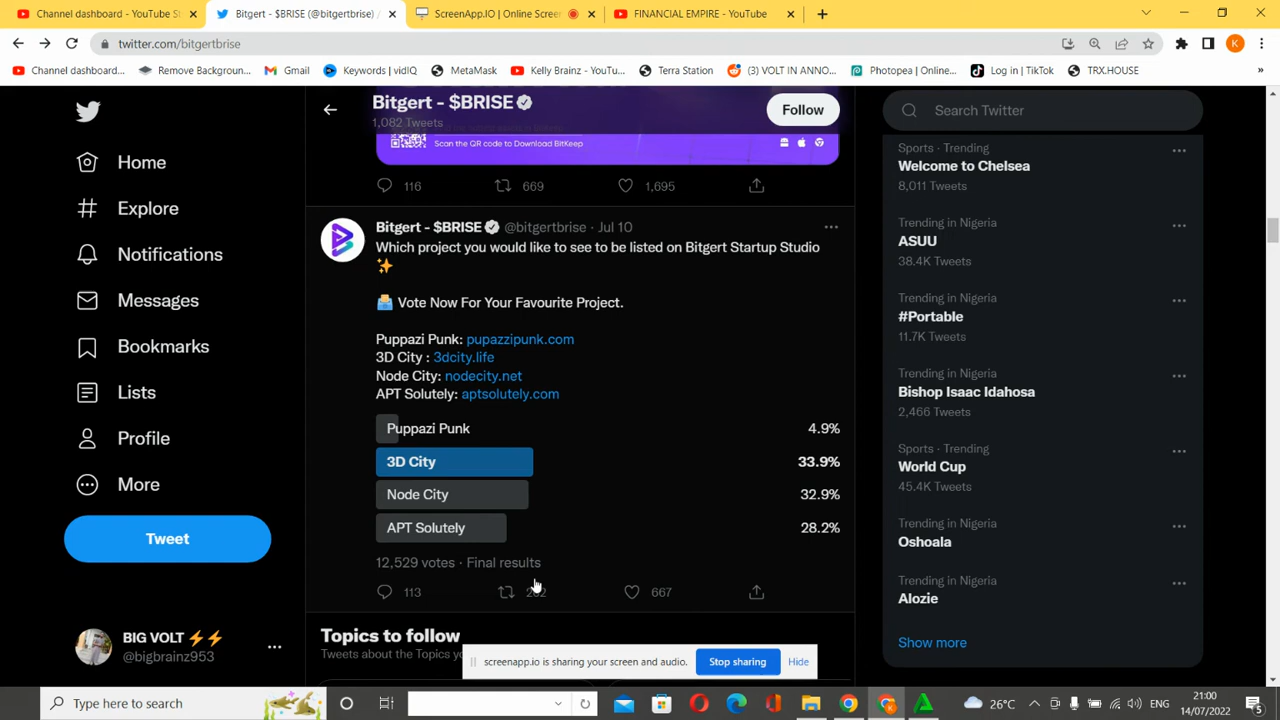 Channel dashboard - YouTube St
Bitgert - $BRISE (@bitgertbrise) /
ScreenApp.IO | Online Scree
FINANCIAL EMPIRE - YouTube
twitter.com/bitgertbrise
K
Channel dashboard...
Remove Backgroun...
Gmail
Keywords | vidIQ
MetaMask
Kelly Brainz - YouTu...
Terra Station
(3) VOLT IN ANNO...
Photopea | Online...
Log in | TikTok
TRX.HOUSE
»
Bitgert - $BRISE
1,082 Tweets
Follow
Search Twitter
Scan the QR code to Download BitKeep
116 669 1,695
Home
Explore
Notifications
Messages
Bookmarks
Lists
Profile
More
Tweet
BIG VOLT ⚡⚡
@bigbrainz953
Bitgert - $BRISE @bitgertbrise · Jul 10
Which project you would like to see to be listed on Bitgert Startup Studio
✨
🗳 Vote Now For Your Favourite Project.
Puppazi Punk: pupazzipunk.com
3D City : 3dcity.life
Node City: nodecity.net
APT Solutely: aptsolutely.com
Puppazi Punk 4.9%
3D City 33.9%
Node City 32.9%
APT Solutely 28.2%
12,529 votes · Final results
113 667
Topics to follow
Sports · Trending
Welcome to Chelsea
8,011 Tweets
Trending in Nigeria
ASUU
38.4K Tweets
Trending in Nigeria
#Portable
11.7K Tweets
Trending in Nigeria
Bishop Isaac Idahosa
2,466 Tweets
Sports · Trending
World Cup
45.4K Tweets
Trending in Nigeria
Oshoala
Trending in Nigeria
Alozie
Show more
screenapp.io is sharing your screen and audio.
Stop sharing
Hide
Type here to search
26°C
ENG
21:00
14/07/2022
5